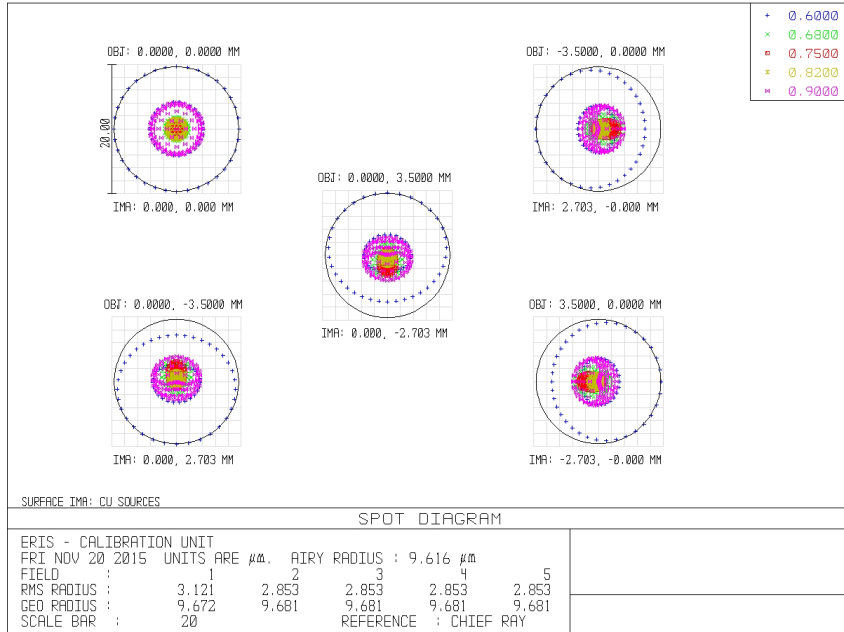 + 0.6000
× 0.6800
0.7500
0.8200
0.9000
OBJ: 0.0000, 0.0000 MM
OBJ: -3.5000, 0.0000 MM
20.00
IMA: 0.000, 0.000 MM
OBJ: 0.0000, 3.5000 MM
IMA: 2.703, -0.000 MM
OBJ: 0.0000, -3.5000 MM
IMA: 0.000, -2.703 MM
OBJ: 3.5000, 0.0000 MM
IMA: 0.000, 2.703 MM
IMA: -2.703, -0.000 MM
SURFACE IMA: CU SOURCES
SPOT DIAGRAM
ERIS - CALIBRATION UNIT
FRI NOV 20 2015 UNITS ARE µm. AIRY RADIUS : 9.616 µm
FIELD : 1 2 3 4 5
RMS RADIUS : 3.121 2.853 2.853 2.853 2.853
GEO RADIUS : 9.672 9.681 9.681 9.681 9.681
SCALE BAR : 20 REFERENCE : CHIEF RAY